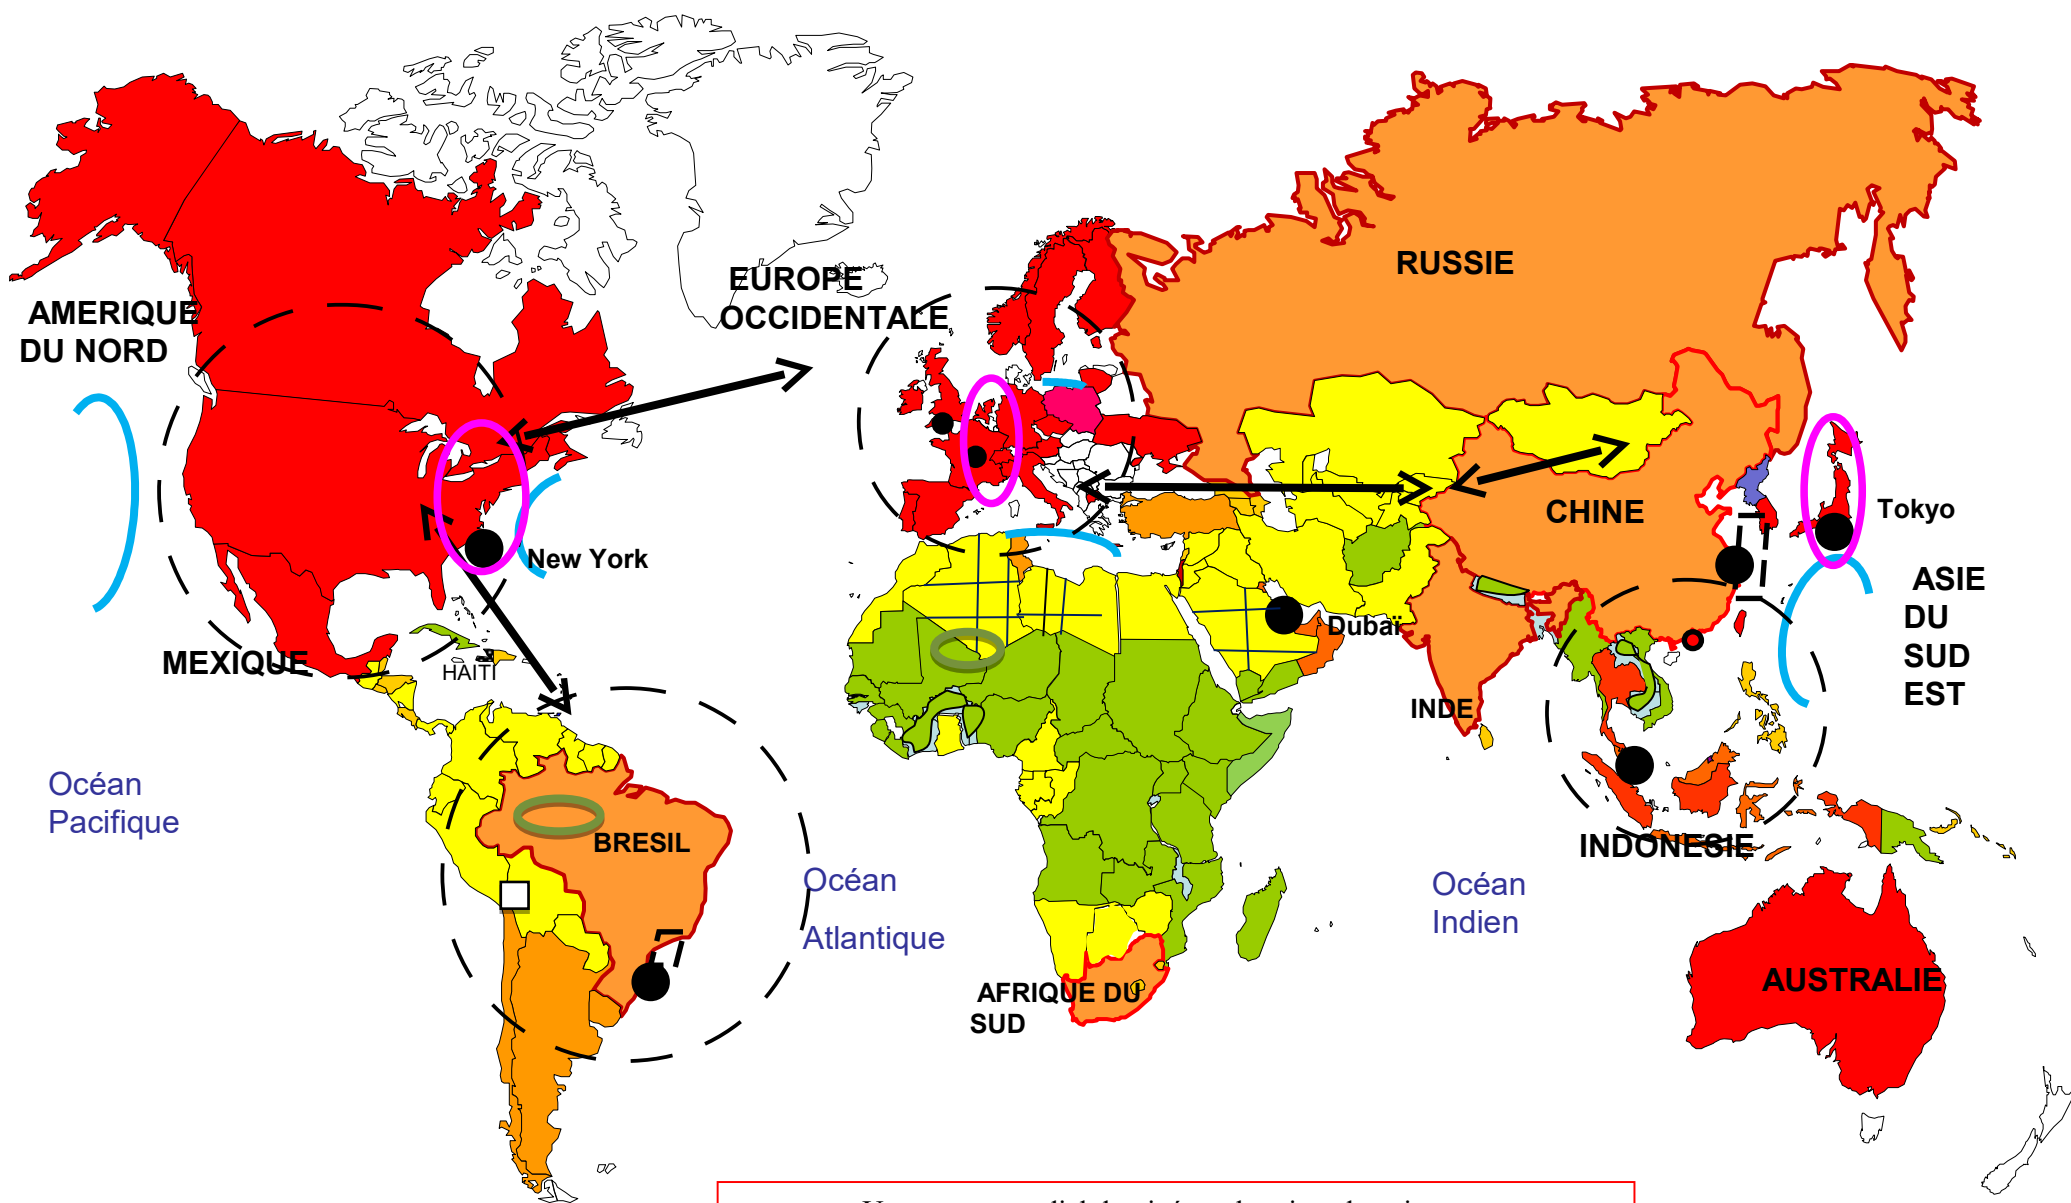 RUSSIE
EUROPE
OCCIDENTALE
AMERIQUE
DU NORD
CHINE
Tokyo
New York
ASIE
DU
SUD
EST
Dubaï
MEXIQUE
HAITI
INDE
Océan
Pacifique
BRESIL
INDONESIE
Océan
Atlantique
Océan
Indien
AUSTRALIE
AFRIQUE DU
SUD